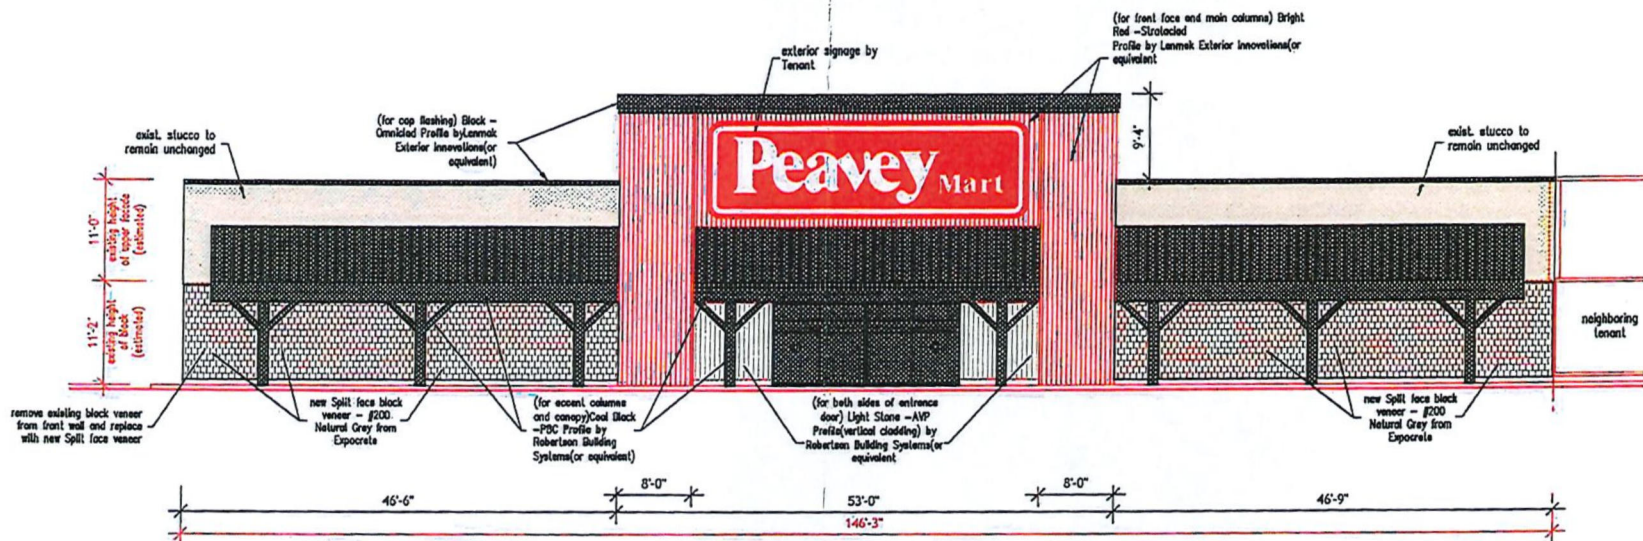 (for front face and main columns) Bright
Red -Strataclad
Profile by Lenmak Exterior Innovations(or
equivalent
exterior signage by
Tenant
(for cap flashing) Black -
Omniclad Profile byLenmak
Exterior Innovations(or
equivalent)
exist. stucco to
remain unchanged
exist. stucco to
remain unchanged
9'-4"
Peavey Mart
11'-0"
existing height
of upper facade
(estimated)
11'-2"
existing height
of block
(estimated)
neighboring
tenant
remove existing block veneer
from front wall and replace
with new Split face veneer
new Split face block
veneer - #200
Natural Grey from
Expocrete
(for accent columns
and canopy)Coal Black
-PBC Profile by
Robertson Building
Systems(or equivalent)
(for both sides of entrance
door) Light Stone -AVP
Profile(vertical cladding) by
Robertson Building Systems(or
equivalent
new Split face block
veneer - #200
Natural Grey from
Expocrete
46'-6"
8'-0"
53'-0"
8'-0"
46'-9"
146'-3"